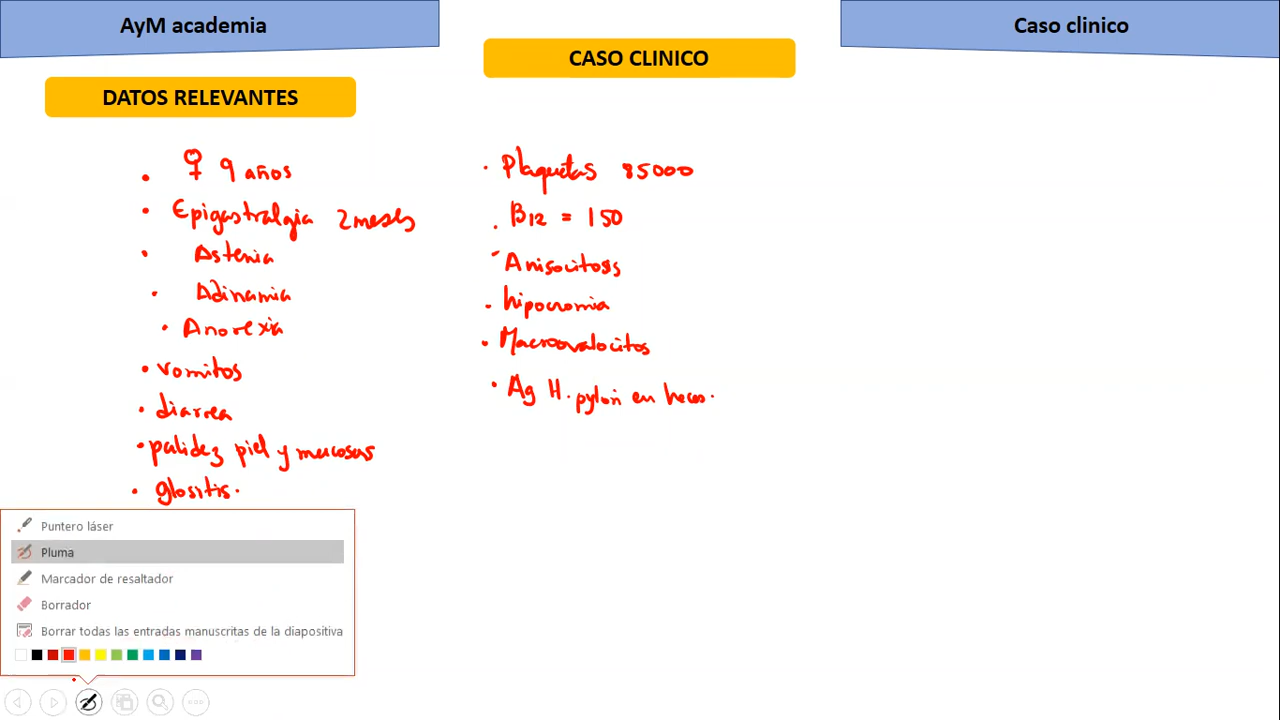 AyM academia
CASO CLINICO
Caso clinico
DATOS RELEVANTES
♀ 9 años
Epigastralgia 2 meses
Astenia
Adinamia
Anorexia
vomitos
diarrea
palidez piel y mucosas
glositis.
Plaquetas 85000
B12 = 150
Anisocitosis
hipocromia
Macroovalocitos
Ag H. pylori en heces.
Puntero láser
Pluma
Marcador de resaltador
Borrador
Borrar todas las entradas manuscritas de la diapositiva